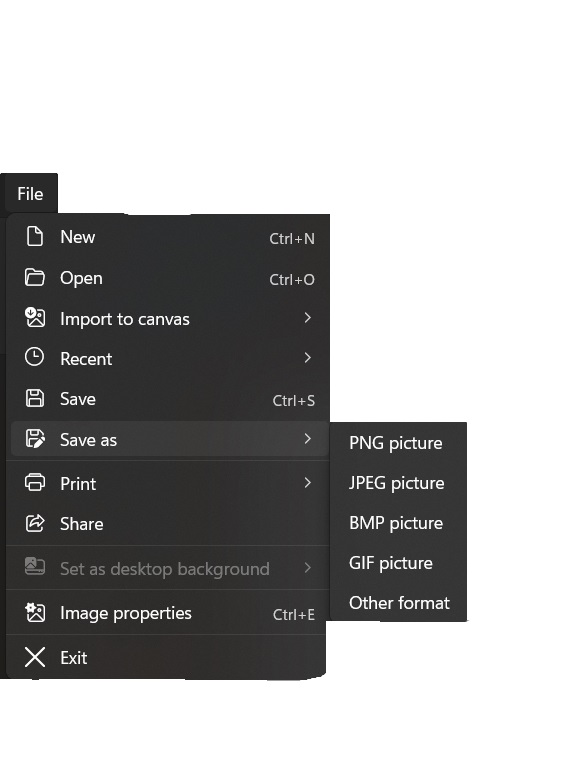 File
New Ctrl+N
Open Ctrl+O
Import to canvas
Recent
Save Ctrl+S
Save as
PNG picture
JPEG picture
BMP picture
GIF picture
Other format
Print
Share
Set as desktop background
Image properties Ctrl+E
Exit